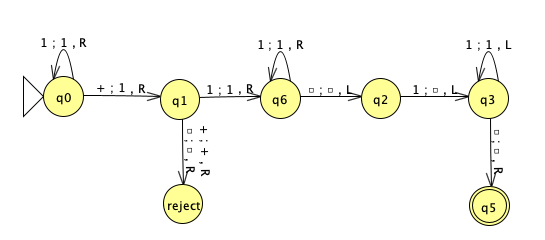 1 ; 1 , R
1 ; 1 , R
1 ; 1 , L
q0
+ ; 1 , R
q1
1 ; 1 , R
q6
□ ; □ , L
q2
1 ; □ , L
q3
□ ; □ , R
+ ; + , R
□ ; □ , R
reject
q5